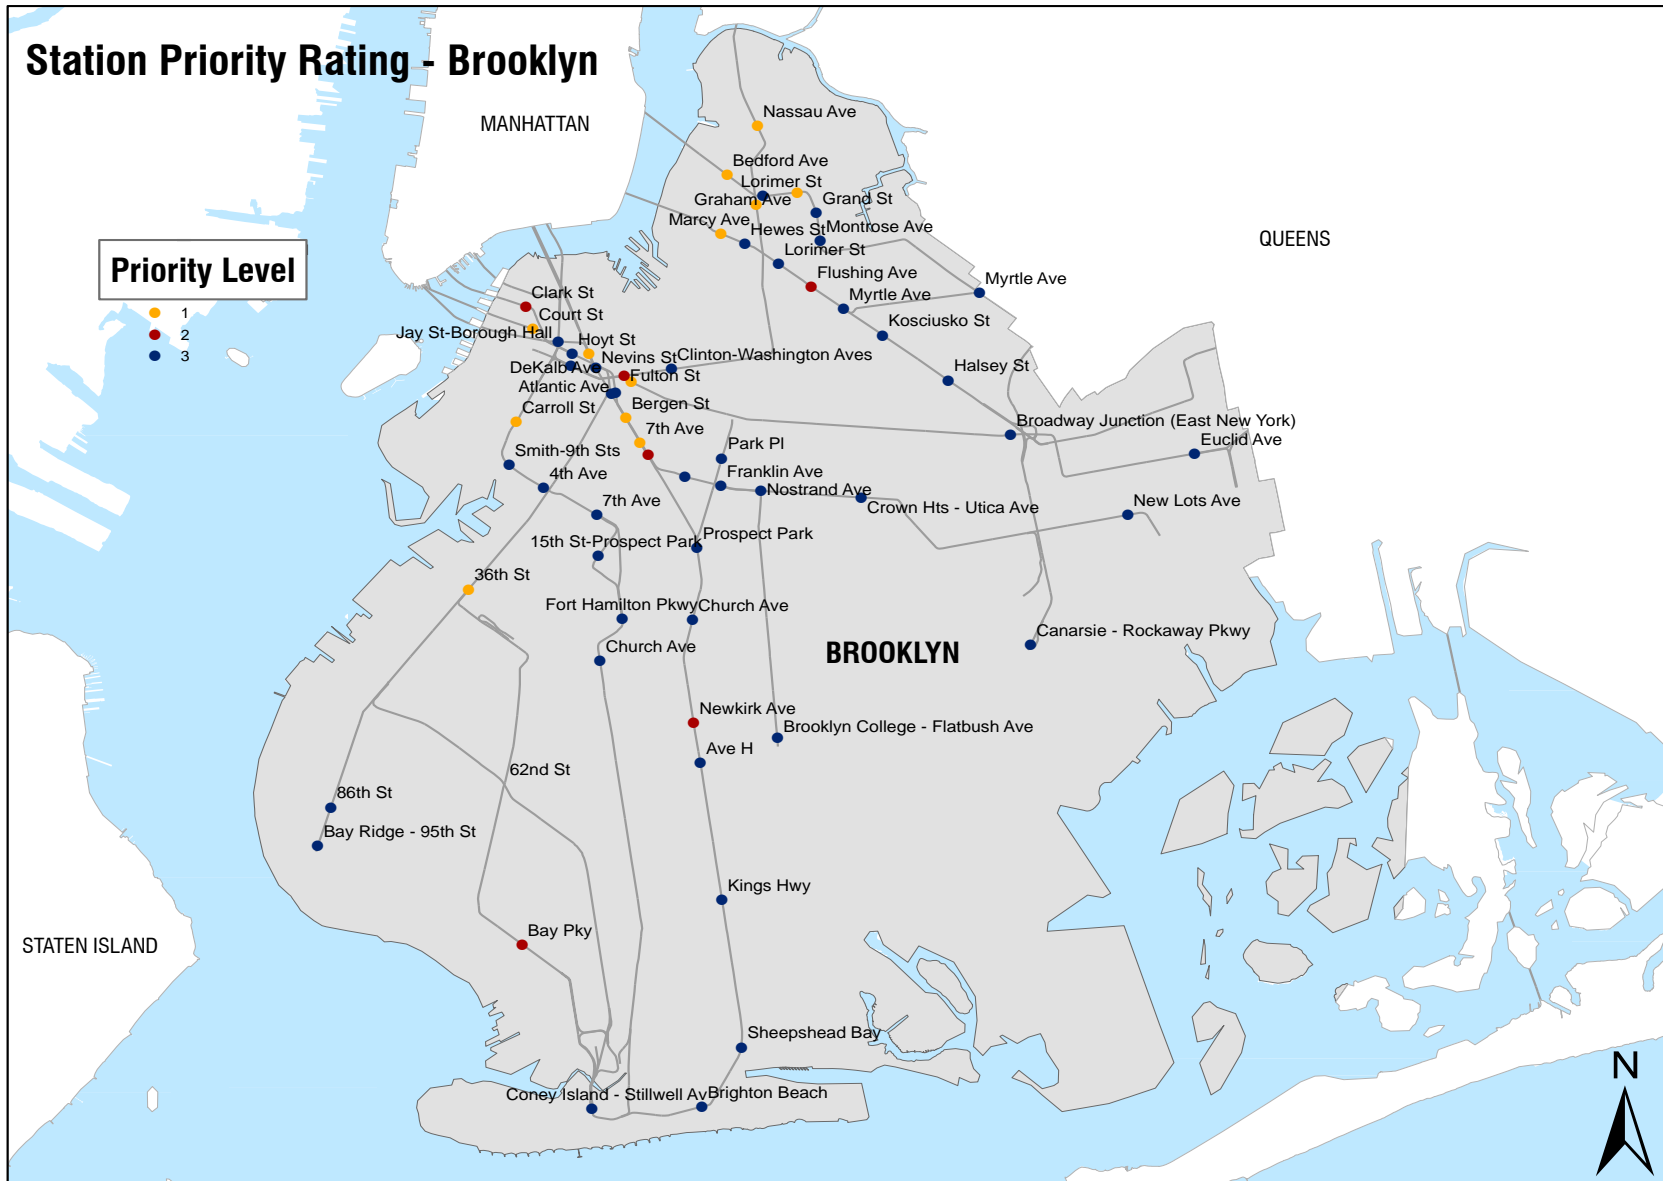 Station Priority Rating - Brooklyn
MANHATTAN
Nassau Ave
Bedford Ave
Lorimer St
Graham Ave
Grand St
Marcy Ave
Hewes St
Montrose Ave
QUEENS
Lorimer St
Priority Level
1
2
3
Flushing Ave
Myrtle Ave
Myrtle Ave
Clark St
Court St
Kosciusko St
Jay St-Borough Hall
Hoyt St
Nevins St
Clinton-Washington Aves
DeKalb Ave
Fulton St
Halsey St
Atlantic Ave
Carroll St
Bergen St
7th Ave
Broadway Junction (East New York)
Euclid Ave
Park Pl
Smith-9th Sts
4th Ave
Franklin Ave
Nostrand Ave
7th Ave
Crown Hts - Utica Ave
New Lots Ave
15th St-Prospect Park
Prospect Park
36th St
Fort Hamilton Pkwy
Church Ave
Canarsie - Rockaway Pkwy
Church Ave
BROOKLYN
Newkirk Ave
Brooklyn College - Flatbush Ave
Ave H
62nd St
86th St
Bay Ridge - 95th St
Kings Hwy
Bay Pky
STATEN ISLAND
Sheepshead Bay
Coney Island - Stillwell Av
Brighton Beach
N